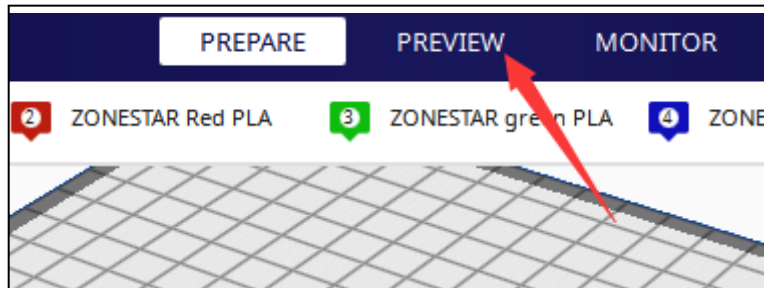 PREPARE PREVIEW MONITOR
2 ZONESTAR Red PLA 3 ZONESTAR green PLA 4 ZONE